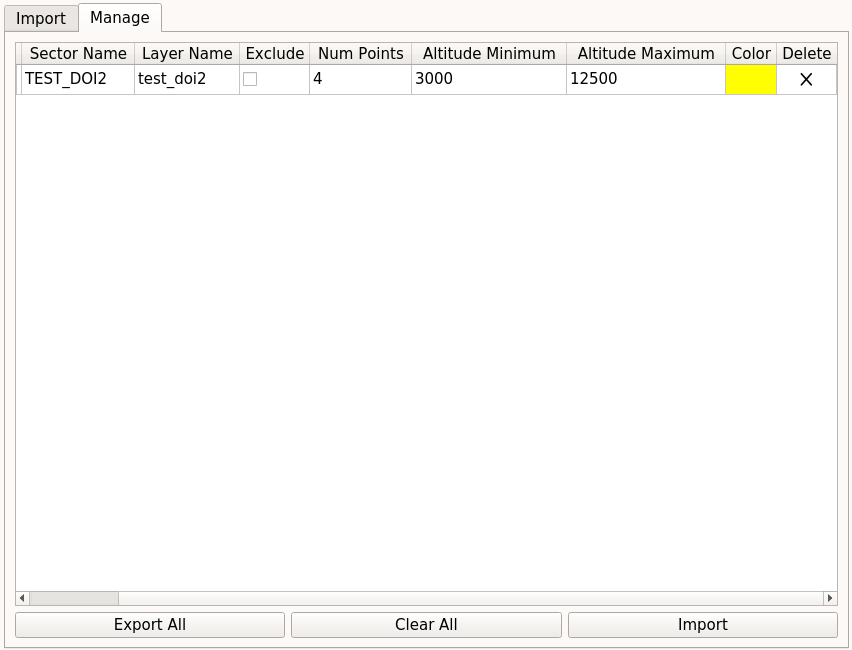 Import Manage
Sector Name Layer Name Exclude Num Points Altitude Minimum Altitude Maximum Color Delete
TEST_DOI2 test_doi2 4 3000 12500
Export All Clear All Import